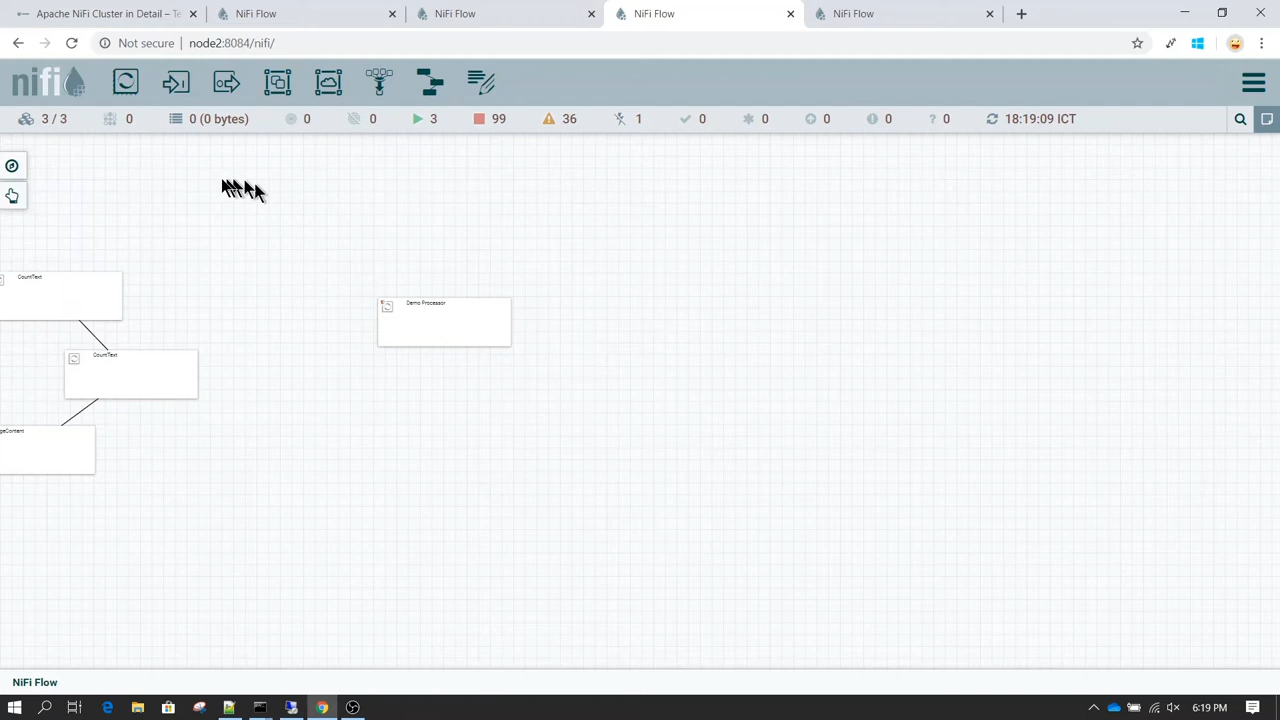 Apache NiFi Cluster in Detail – Te
NiFi Flow
NiFi Flow
NiFi Flow
NiFi Flow
Not secure
node2:8084/nifi/
nifi
3 / 3
0
0 (0 bytes)
0
0
3
99
36
1
0
0
0
0
0
18:19:09 ICT
CountText
Demo Processor
CountText
geContent
NiFi Flow
6:19 PM